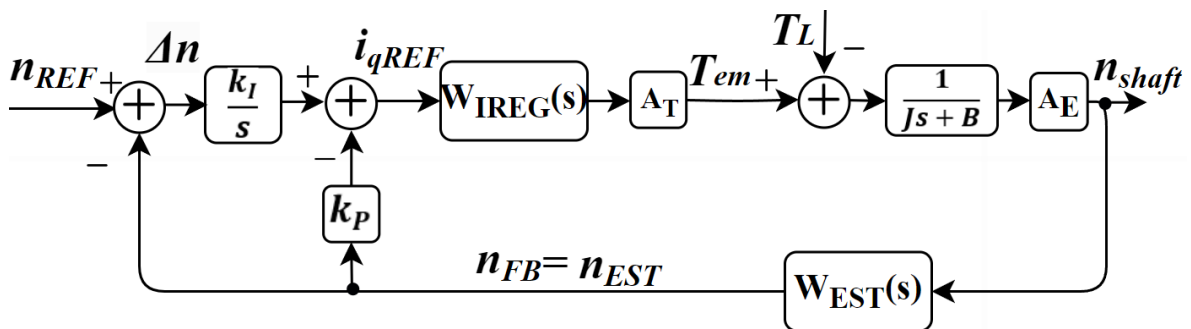 n_REF + Δn k_I/s + i_qREF W_IREG(s) A_T T_em + T_L − 1/(Js + B) A_E n_shaft
− −
k_P
n_FB = n_EST W_EST(s)